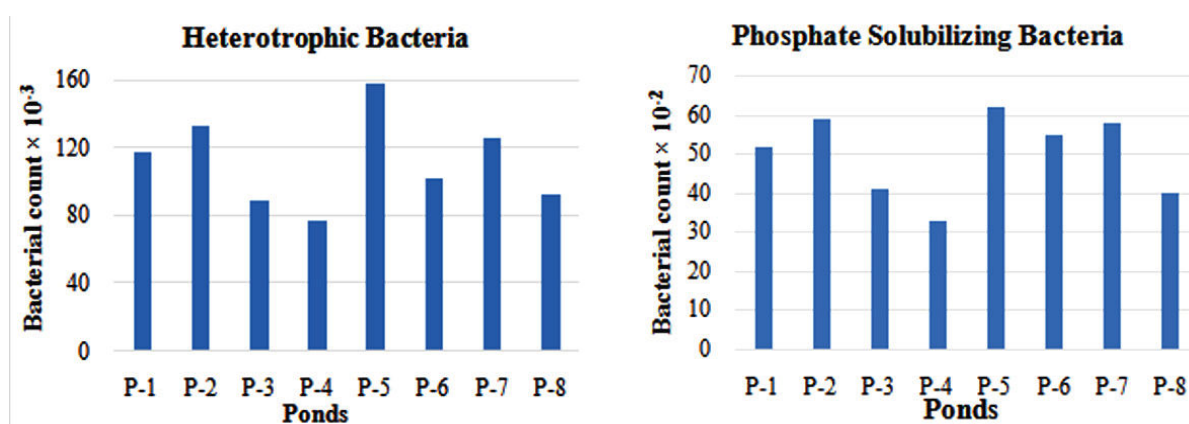 Heterotrophic Bacteria
Bacterial count × 10⁻³
160
120
80
40
0
P-1 P-2 P-3 P-4 P-5 P-6 P-7 P-8
Ponds
Phosphate Solubilizing Bacteria
Bacterial count × 10⁻²
70
60
50
40
30
20
10
0
P-1 P-2 P-3 P-4 P-5 P-6 P-7 P-8
Ponds